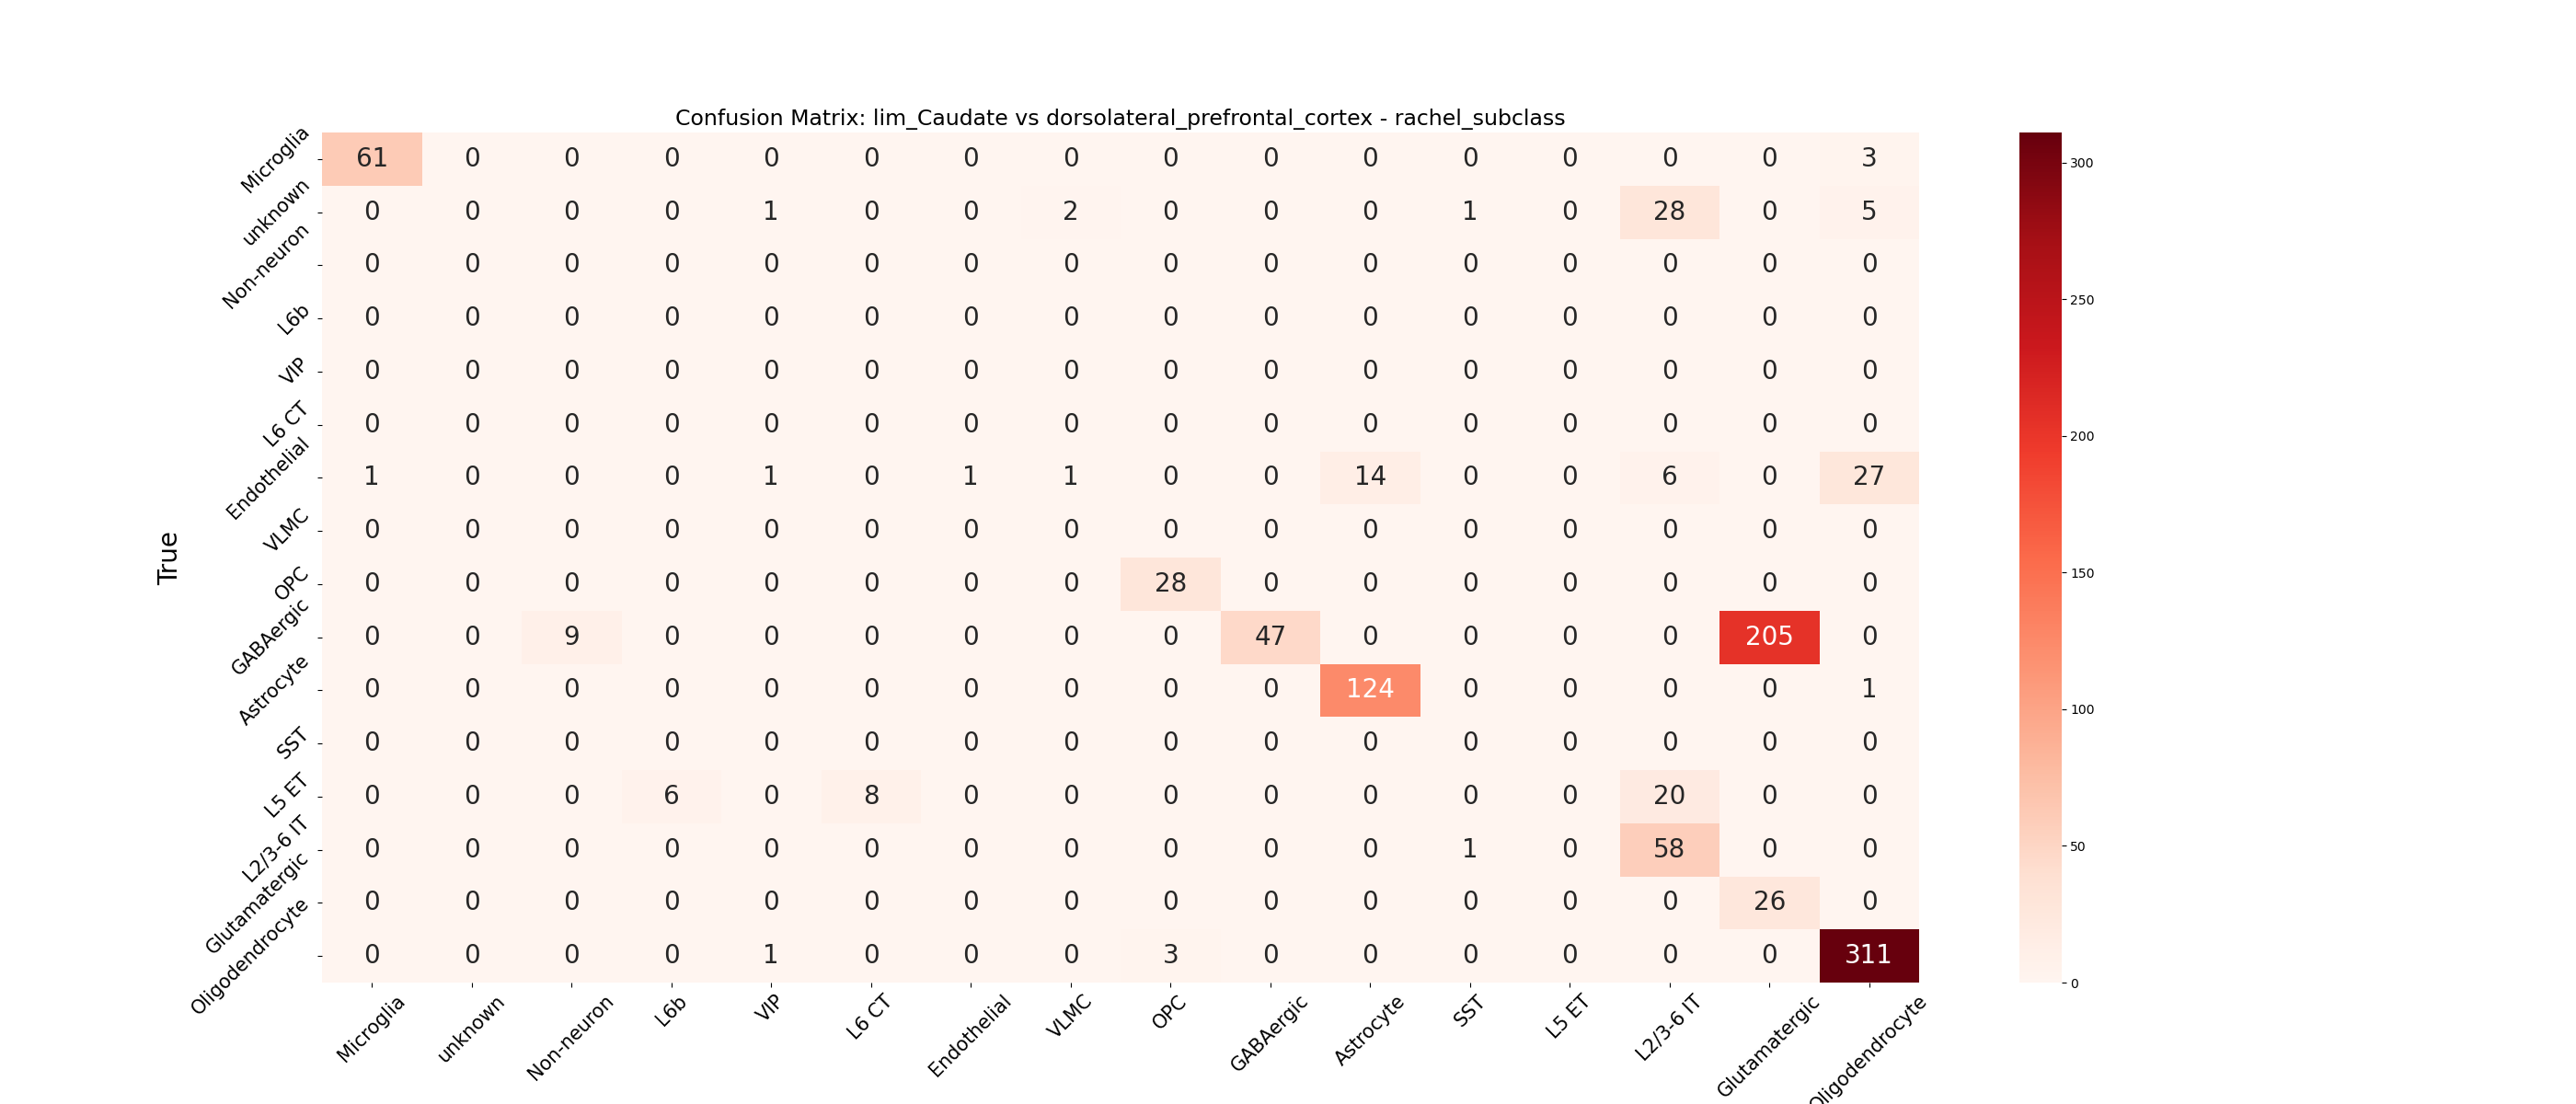 Confusion Matrix: lim_Caudate vs dorsolateral_prefrontal_cortex - rachel_subclass
True
Microglia 61 0 0 0 0 0 0 0 0 0 0 0 0 0 0 3
unknown 0 0 0 0 1 0 0 2 0 0 0 1 0 28 0 5
Non-neuron 0 0 0 0 0 0 0 0 0 0 0 0 0 0 0 0
L6b 0 0 0 0 0 0 0 0 0 0 0 0 0 0 0 0
VIP 0 0 0 0 0 0 0 0 0 0 0 0 0 0 0 0
L6 CT 0 0 0 0 0 0 0 0 0 0 0 0 0 0 0 0
Endothelial 1 0 0 0 1 0 1 1 0 0 14 0 0 6 0 27
VLMC 0 0 0 0 0 0 0 0 0 0 0 0 0 0 0 0
OPC 0 0 0 0 0 0 0 0 28 0 0 0 0 0 0 0
GABAergic 0 0 9 0 0 0 0 0 0 47 0 0 0 0 205 0
Astrocyte 0 0 0 0 0 0 0 0 0 0 124 0 0 0 0 1
SST 0 0 0 0 0 0 0 0 0 0 0 0 0 0 0 0
L5 ET 0 0 0 6 0 8 0 0 0 0 0 0 0 20 0 0
L2/3-6 IT 0 0 0 0 0 0 0 0 0 0 0 1 0 58 0 0
Glutamatergic 0 0 0 0 0 0 0 0 0 0 0 0 0 0 26 0
Oligodendrocyte 0 0 0 0 1 0 0 0 3 0 0 0 0 0 0 311
Microglia unknown Non-neuron L6b VIP L6 CT Endothelial VLMC OPC GABAergic Astrocyte SST L5 ET L2/3-6 IT Glutamatergic Oligodendrocyte
300
250
200
150
100
50
0